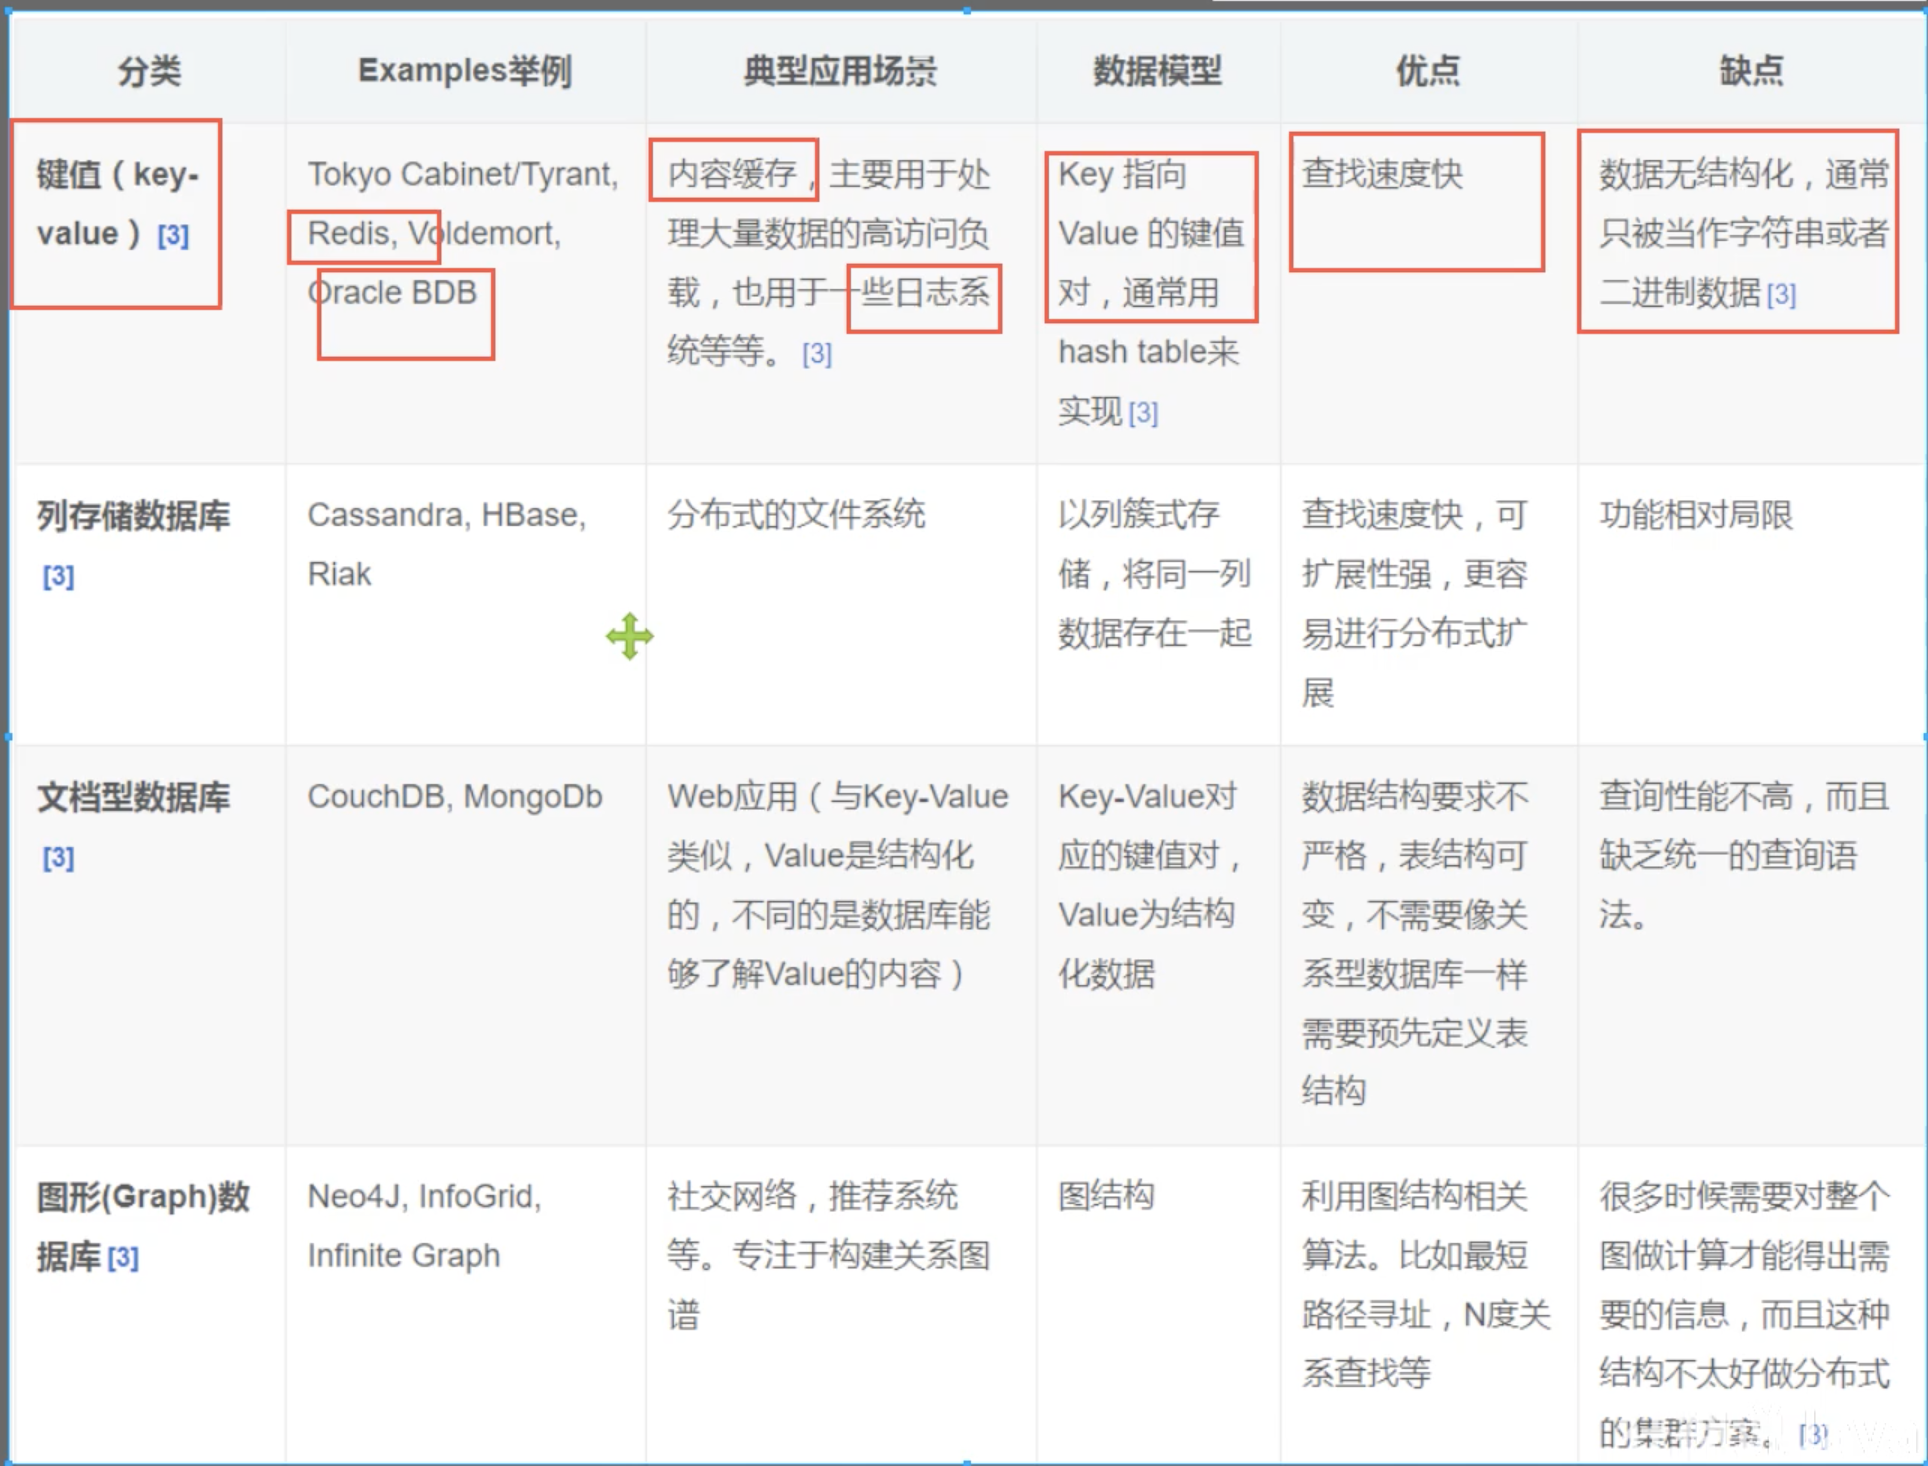 分类
Examples举例
典型应用场景
数据模型
优点
缺点
键值（key-
value）[3]
Tokyo Cabinet/Tyrant,
Redis, Voldemort,
Oracle BDB
内容缓存，主要用于处
理大量数据的高访问负
载，也用于一些日志系
统等等。[3]
Key 指向
Value 的键值
对，通常用
hash table来
实现[3]
查找速度快
数据无结构化，通常
只被当作字符串或者
二进制数据[3]
列存储数据库
[3]
Cassandra, HBase,
Riak
分布式的文件系统
以列簇式存
储，将同一列
数据存在一起
查找速度快，可
扩展性强，更容
易进行分布式扩
展
功能相对局限
文档型数据库
[3]
CouchDB, MongoDb
Web应用（与Key-Value
类似，Value是结构化
的，不同的是数据库能
够了解Value的内容）
Key-Value对
应的键值对，
Value为结构
化数据
数据结构要求不
严格，表结构可
变，不需要像关
系型数据库一样
需要预先定义表
结构
查询性能不高，而且
缺乏统一的查询语
法。
图形(Graph)数
据库[3]
Neo4J, InfoGrid,
Infinite Graph
社交网络，推荐系统
等。专注于构建关系图
谱
图结构
利用图结构相关
算法。比如最短
路径寻址，N度关
系查找等
很多时候需要对整个
图做计算才能得出需
要的信息，而且这种
结构不太好做分布式
的集群方案。[3]